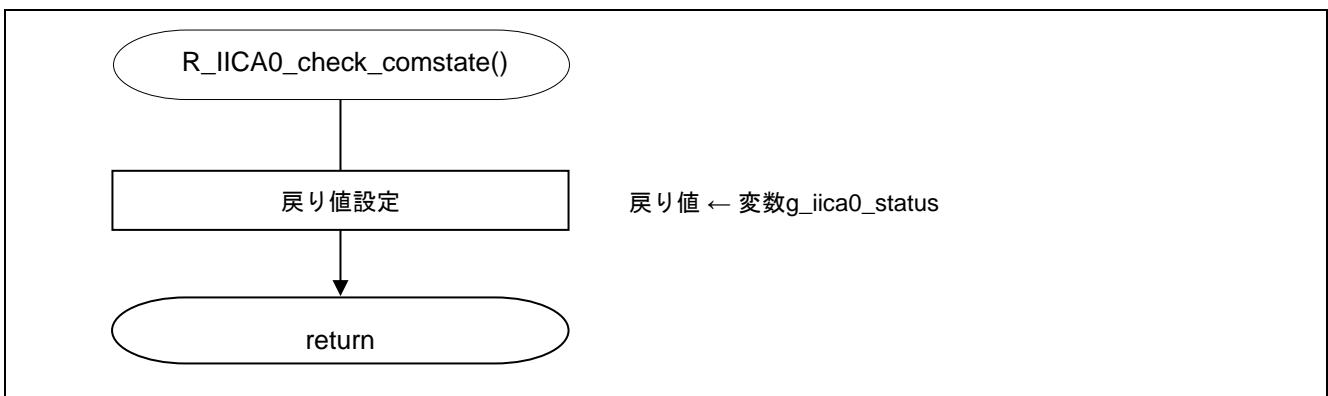 R_IICA0_check_comstate()
戻り値設定
戻り値 ← 変数g_iica0_status
return